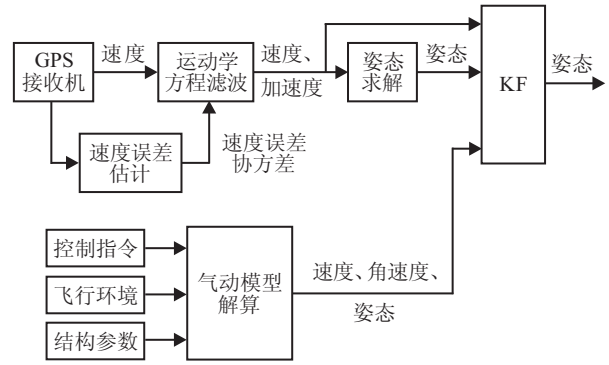 GPS
接收机
速度
运动学
方程滤波
速度、
加速度
姿态
求解
姿态
KF
姿态
速度误差
估计
速度误差
协方差
控制指令
飞行环境
结构参数
气动模型
解算
速度、角速度、
姿态